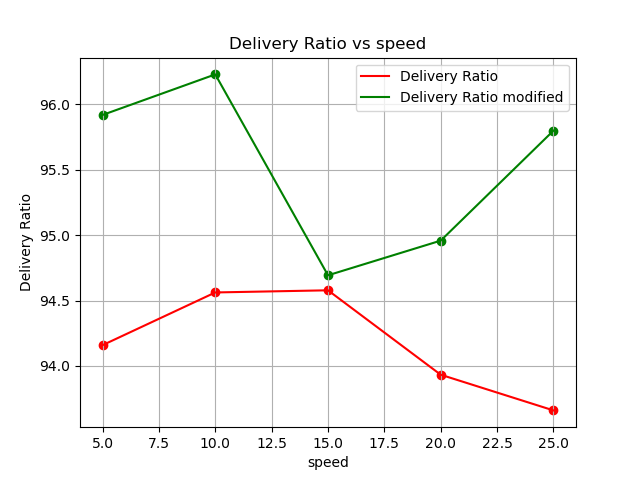 Delivery Ratio vs speed
Delivery Ratio
Delivery Ratio modified
96.0
95.5
95.0
94.5
94.0
Delivery Ratio
5.0 7.5 10.0 12.5 15.0 17.5 20.0 22.5 25.0
speed